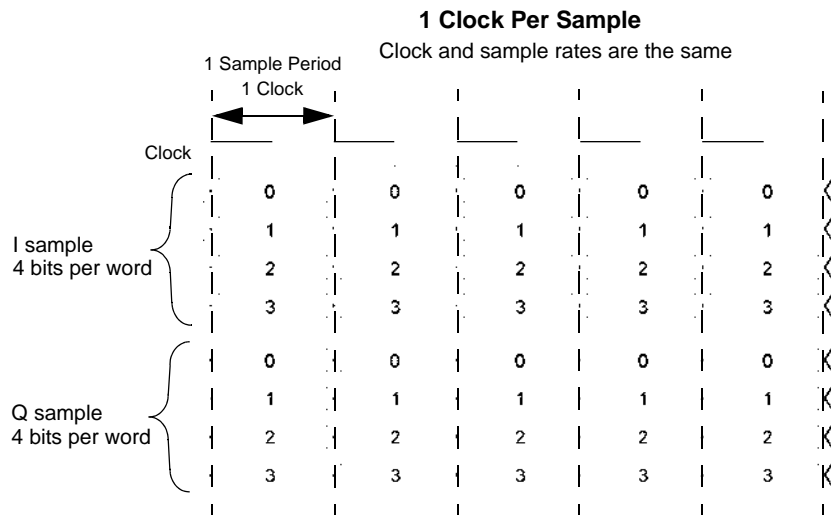 1 Clock Per Sample
Clock and sample rates are the same
1 Sample Period
1 Clock
Clock
I sample
4 bits per word
0 0 0 0 0
1 1 1 1 1
2 2 2 2 2
3 3 3 3 3
Q sample
4 bits per word
0 0 0 0 0
1 1 1 1 1
2 2 2 2 2
3 3 3 3 3